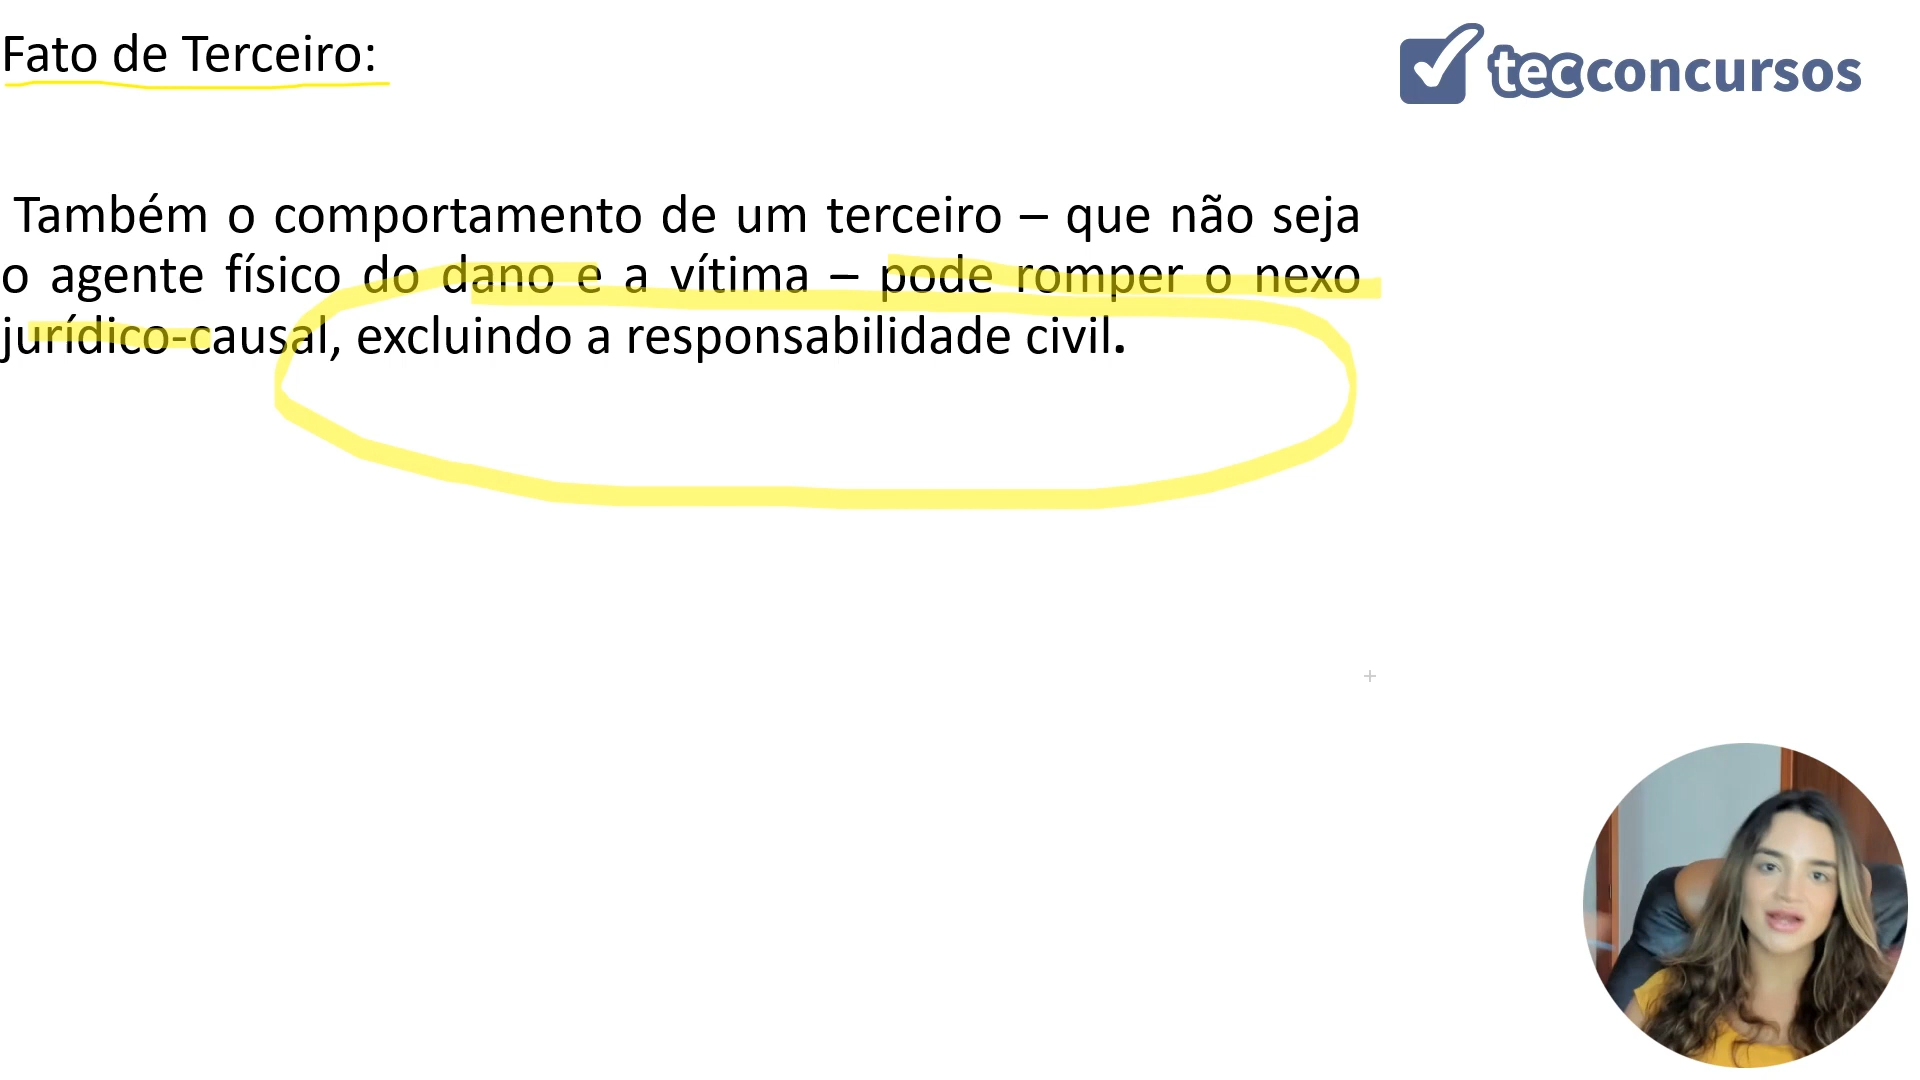 Fato de Terceiro:
tecconcursos
Também o comportamento de um terceiro – que não seja
o agente físico do dano e a vítima – pode romper o nexo
jurídico-causal, excluindo a responsabilidade civil.